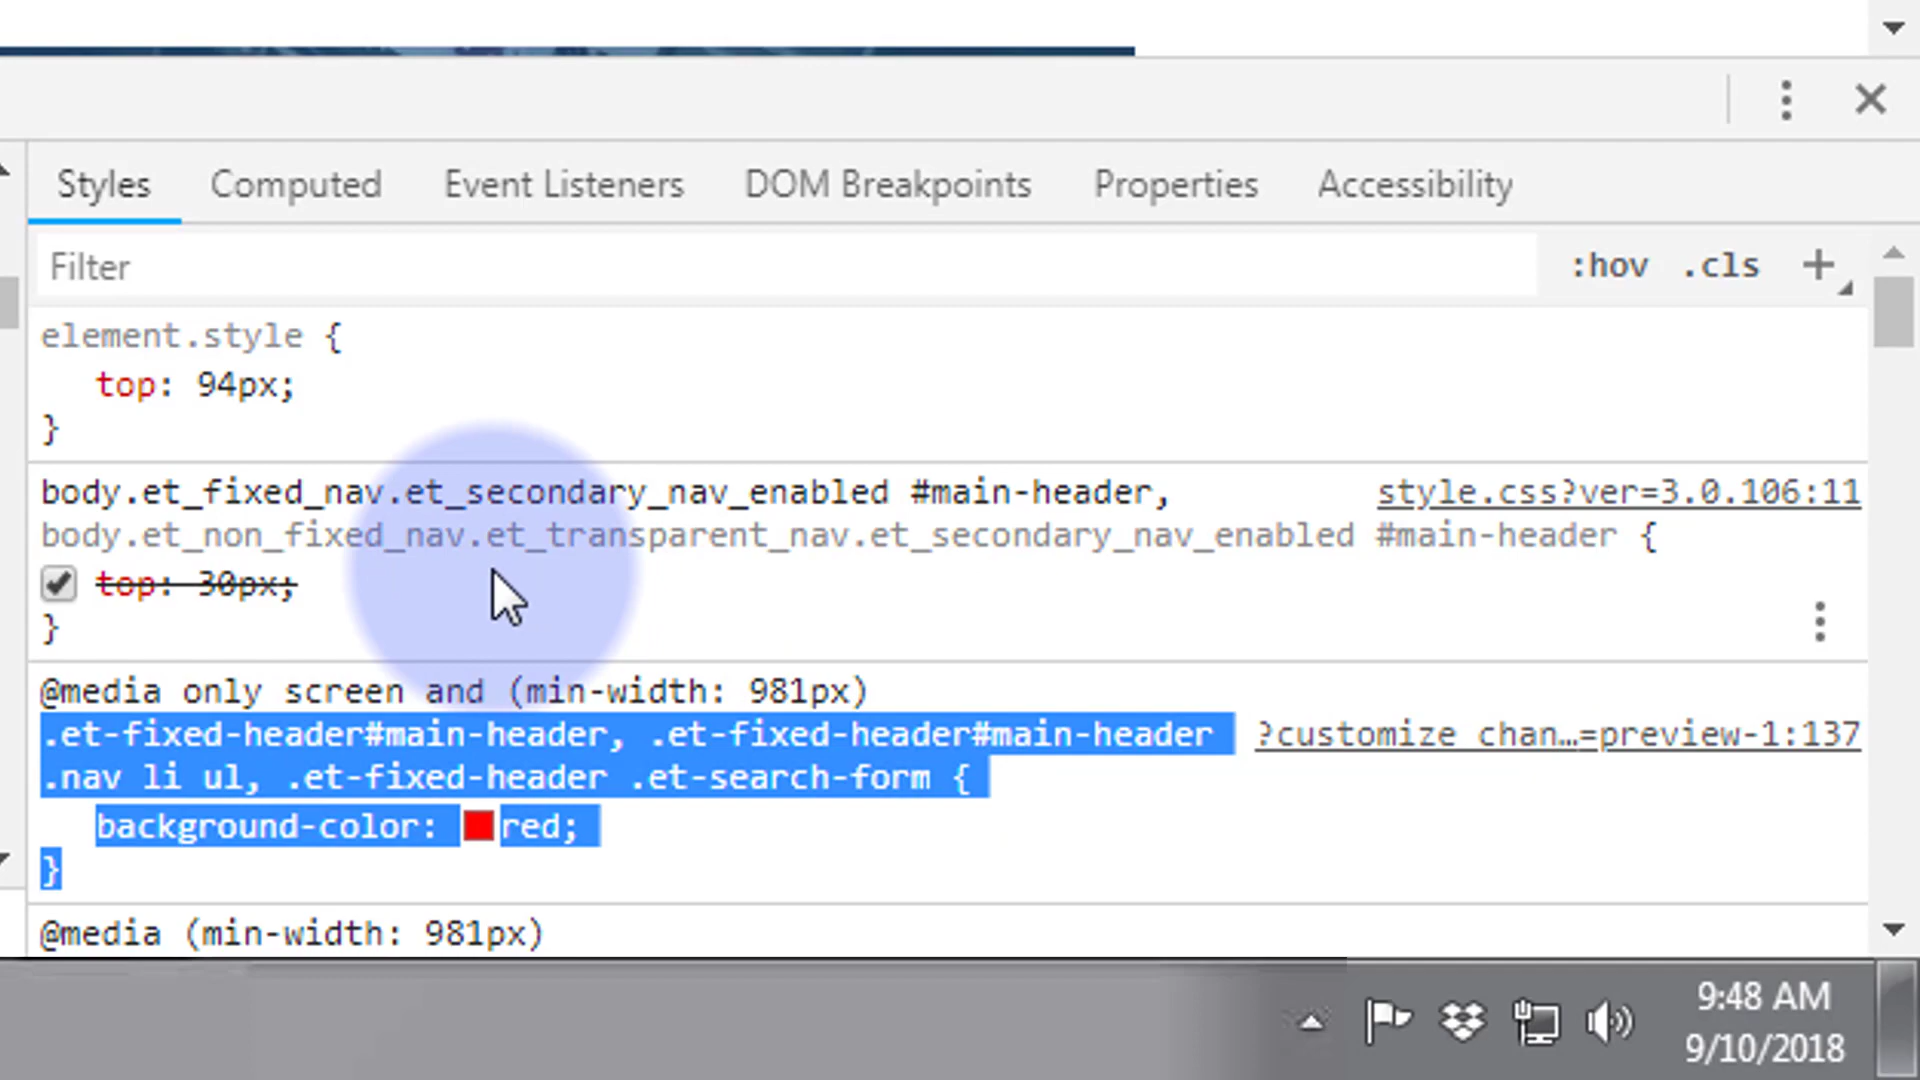 Styles Computed Event Listeners DOM Breakpoints Properties Accessibility
Filter :hov .cls +
element.style {
top: 94px;
}
body.et_fixed_nav.et_secondary_nav_enabled #main-header, style.css?ver=3.0.106:11
body.et_non_fixed_nav.et_transparent_nav.et_secondary_nav_enabled #main-header {
top: 30px;
}
@media only screen and (min-width: 981px)
.et-fixed-header#main-header, .et-fixed-header#main-header ?customize_chan…=preview-1:137
.nav li ul, .et-fixed-header .et-search-form {
background-color: red;
}
@media (min-width: 981px)
9:48 AM
9/10/2018